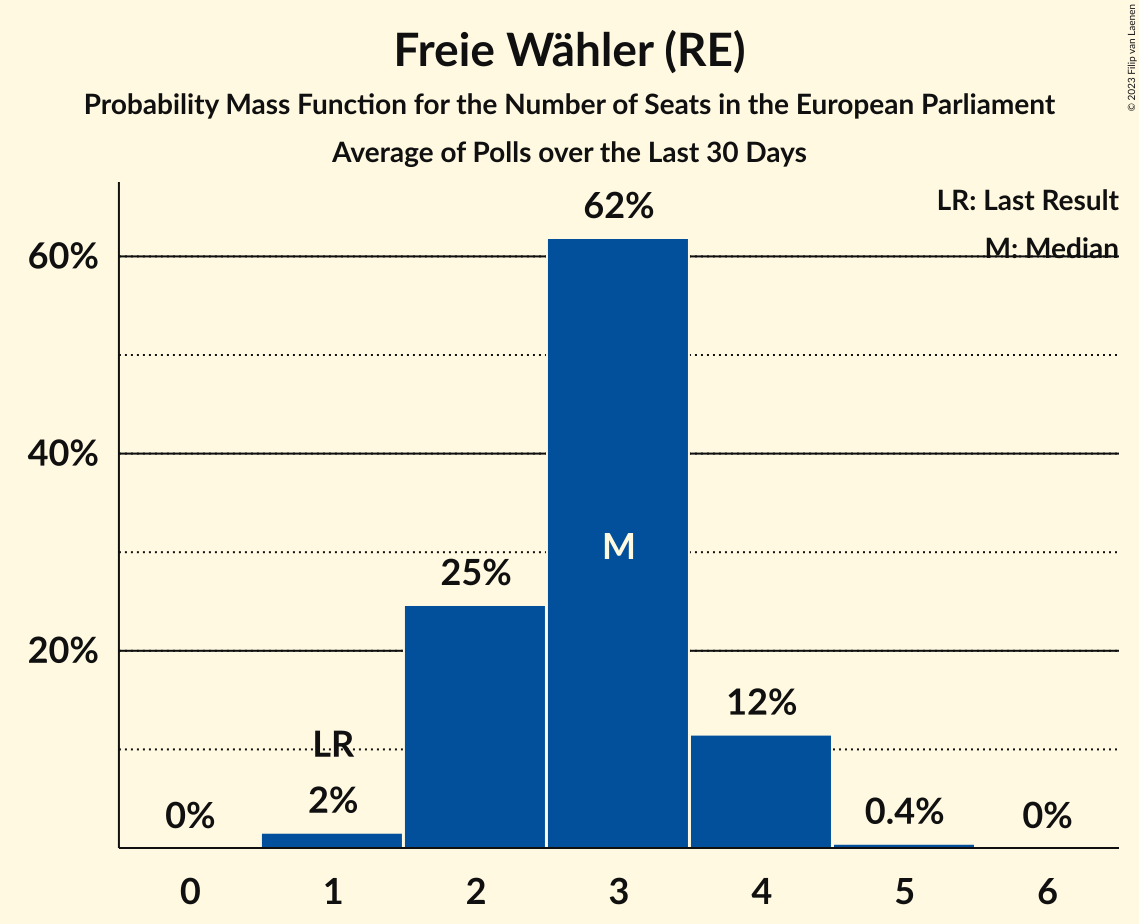 Freie Wähler (RE)
Probability Mass Function for the Number of Seats in the European Parliament
Average of Polls over the Last 30 Days
© 2023 Filip van Laenen
LR: Last Result
M: Median
62%
60%
40%
M
25%
20%
12%
LR
2%
0%
0.4%
0%
0 1 2 3 4 5 6